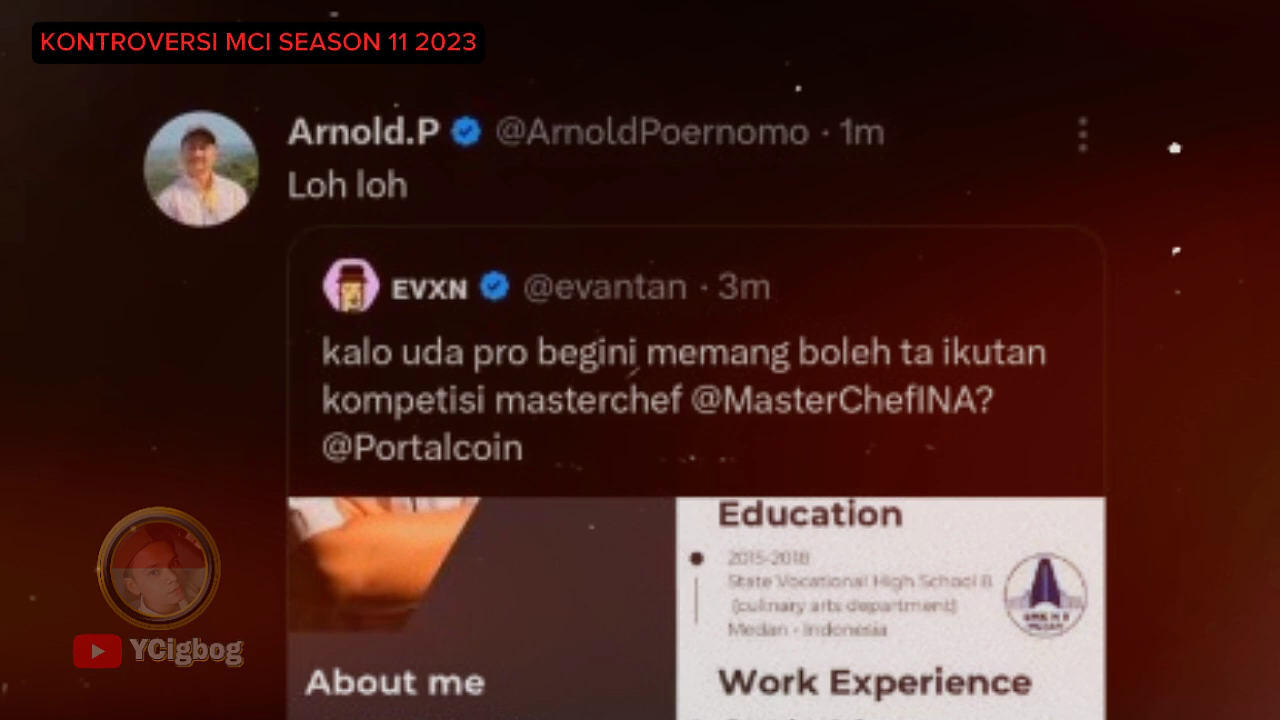 KONTROVERSI MCI SEASON 11 2023
Arnold.P @ArnoldPoernomo · 1m
Loh loh
EVXN @evantan · 3m
kalo uda pro begini memang boleh ta ikutan
kompetisi masterchef @MasterChefINA?
@Portalcoin
Education
2015-2018
State Vocational High School 8
(culinary arts department)
Medan - Indonesia
YCigbog
About me
Work Experience